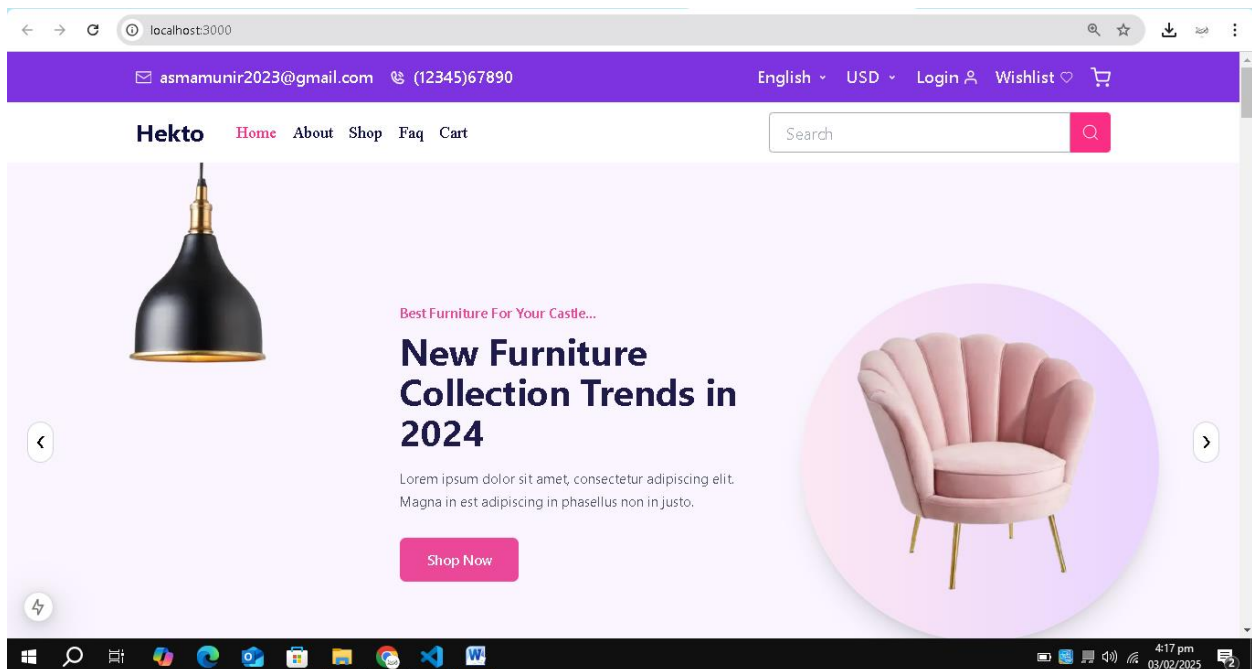 localhost:3000
asmamunir2023@gmail.com (12345)67890 English USD Login Wishlist
Hekto Home About Shop Faq Cart Search
Best Furniture For Your Castle...
New Furniture
Collection Trends in
2024
Lorem ipsum dolor sit amet, consectetur adipiscing elit.
Magna in est adipiscing in phasellus non in justo.
Shop Now
4:17 pm
03/02/2025
2